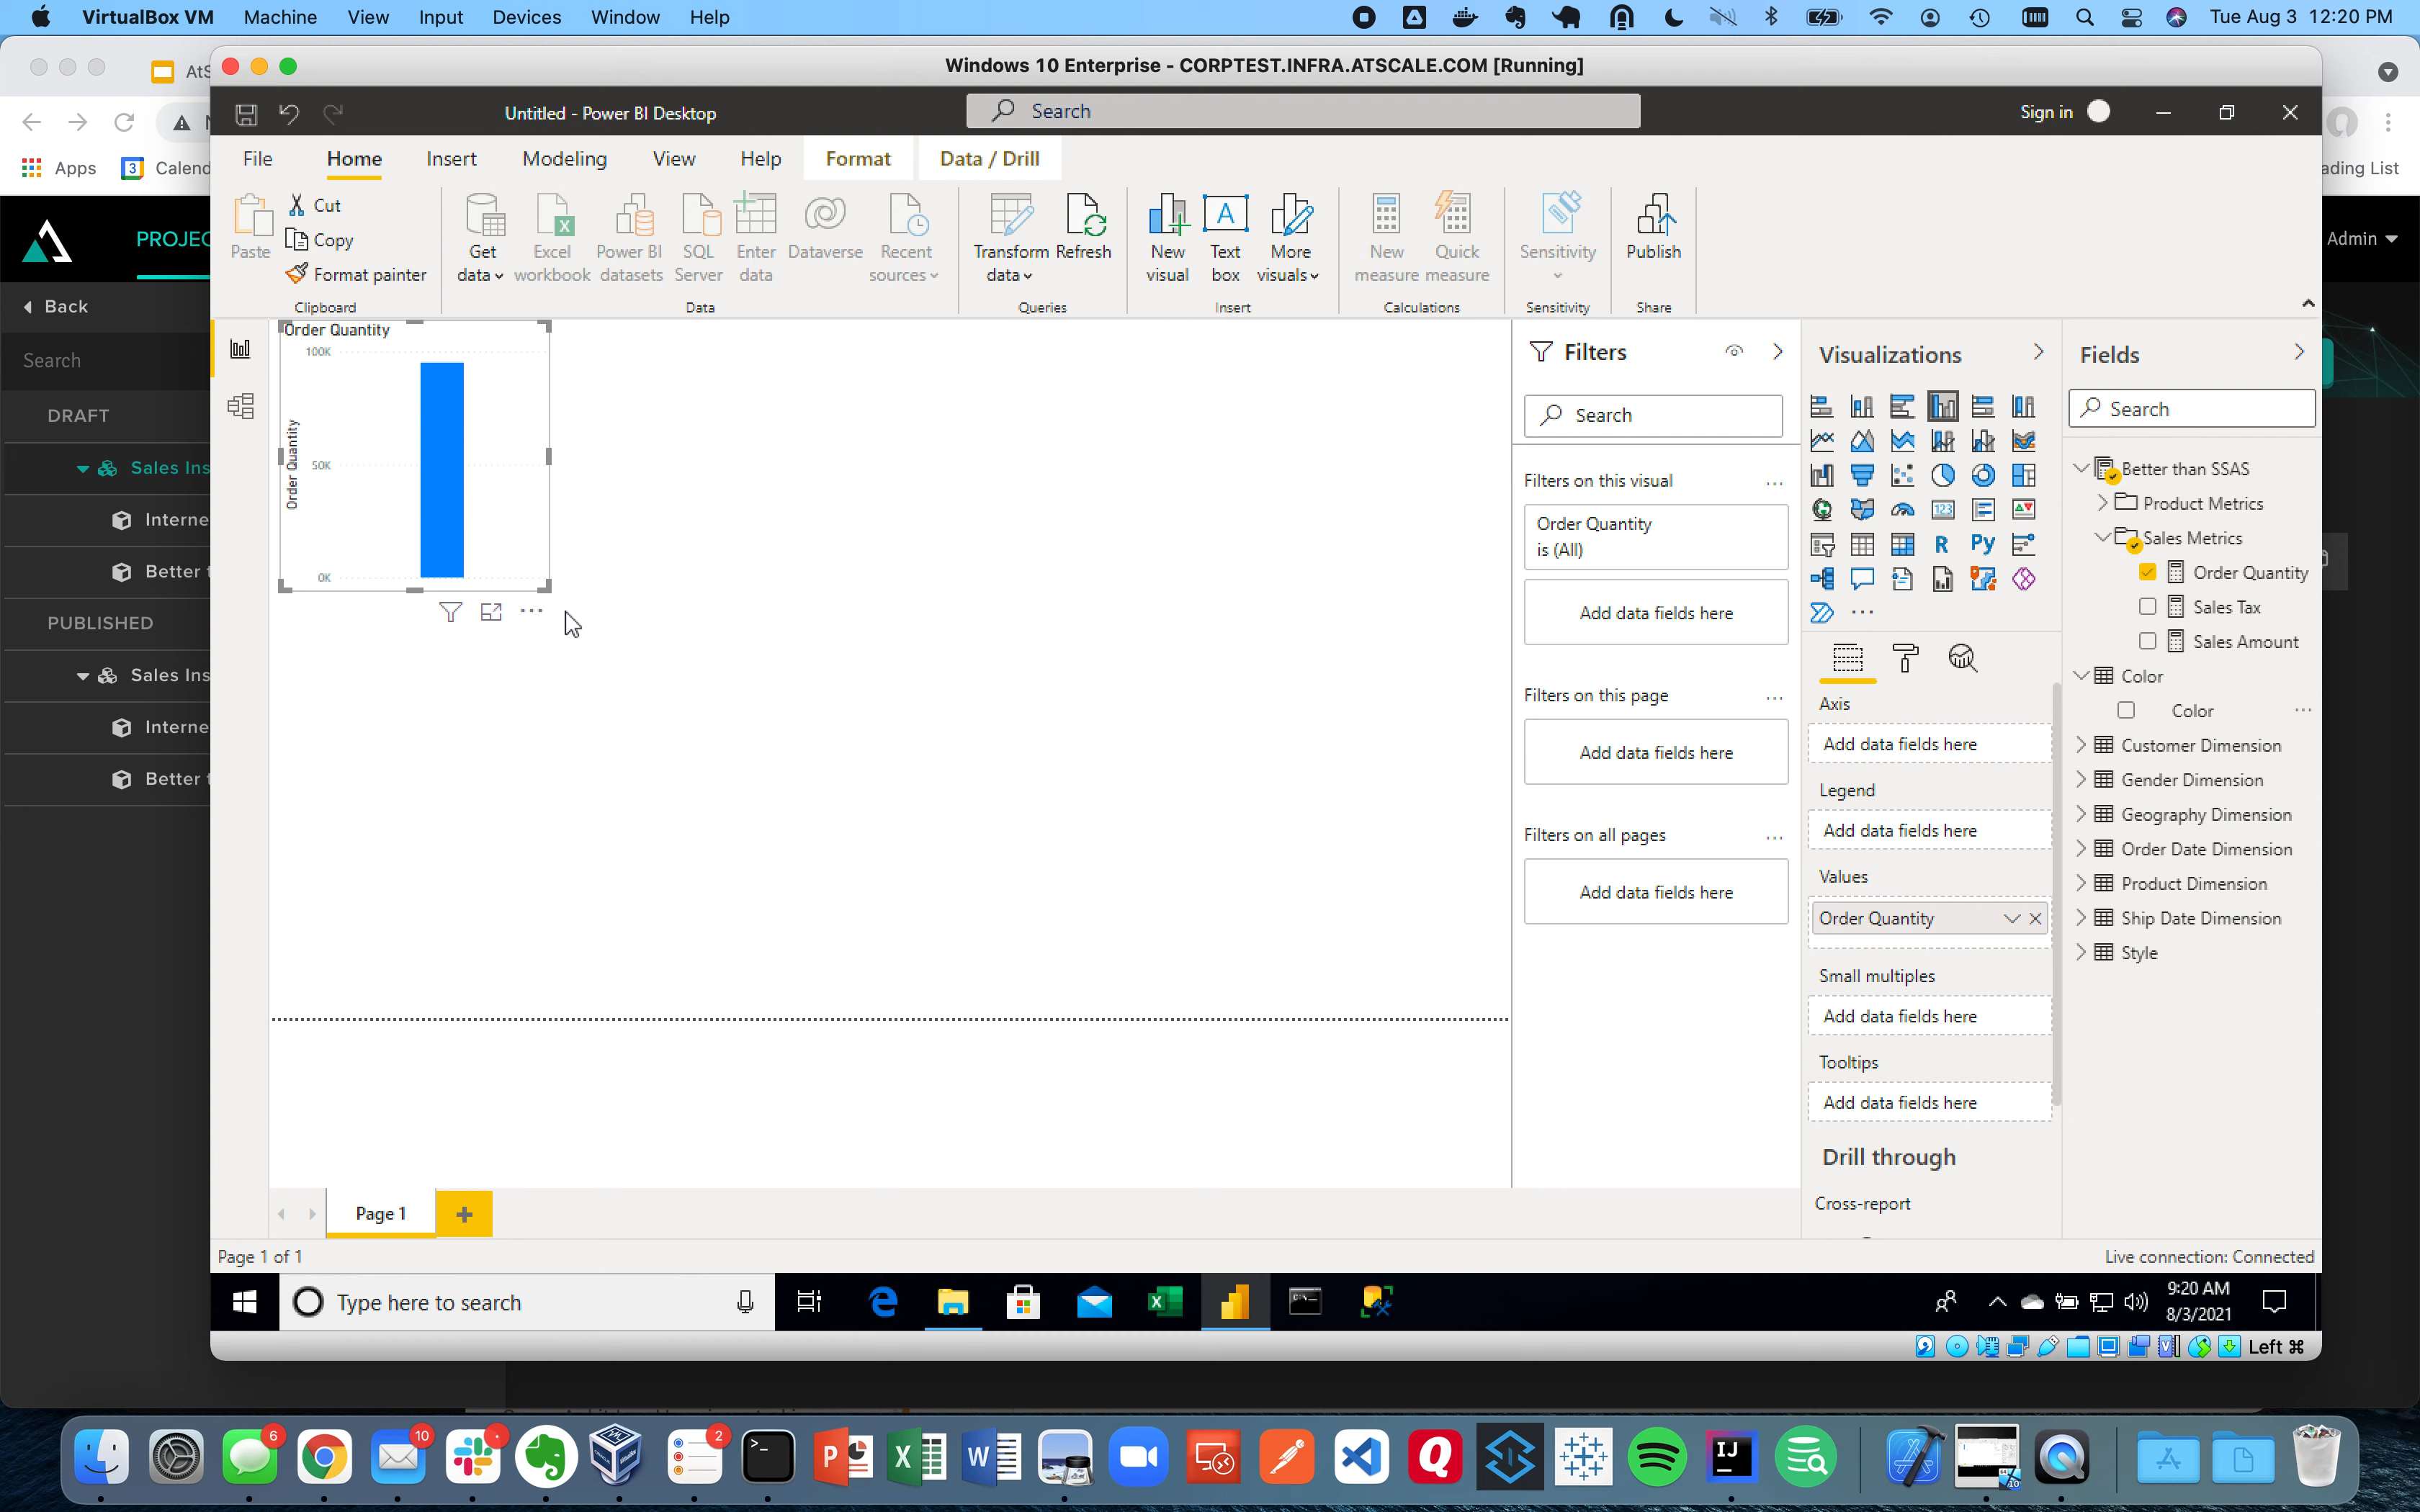 VirtualBox VM Machine View Input Devices Window Help Tue Aug 3 12:20 PM
Windows 10 Enterprise - CORPTEST.INFRA.ATSCALE.COM [Running]
Untitled - Power BI Desktop
Search
Sign in
File Home Insert Modeling View Help Format Data / Drill
Apps
3
Calend
ading List
PROJEC
Admin
Back
Search
DRAFT
Sales Ins
Interne
Better t
PUBLISHED
Sales Ins
Interne
Better t
Paste
Cut
Copy
Format painter
Clipboard
Get data
Excel workbook
Power BI datasets
SQL Server
Enter data
Dataverse
Recent sources
Data
Transform data
Refresh
Queries
New visual
Text box
More visuals
Insert
New measure
Quick measure
Calculations
Sensitivity
Sensitivity
Publish
Share
Order Quantity
100K
50K
0K
Order Quantity
Filters
Search
Filters on this visual
Order Quantity
is (All)
Add data fields here
Filters on this page
Add data fields here
Filters on all pages
Add data fields here
Visualizations
123
R
Py
Axis
Add data fields here
Legend
Add data fields here
Values
Order Quantity
Small multiples
Add data fields here
Tooltips
Add data fields here
Drill through
Cross-report
Fields
Search
Better than SSAS
Product Metrics
Sales Metrics
Order Quantity
Sales Tax
Sales Amount
Color
Color
Customer Dimension
Gender Dimension
Geography Dimension
Order Date Dimension
Product Dimension
Ship Date Dimension
Style
Page 1
Page 1 of 1
Live connection: Connected
Type here to search
9:20 AM
8/3/2021
Left ⌘
6
10
2